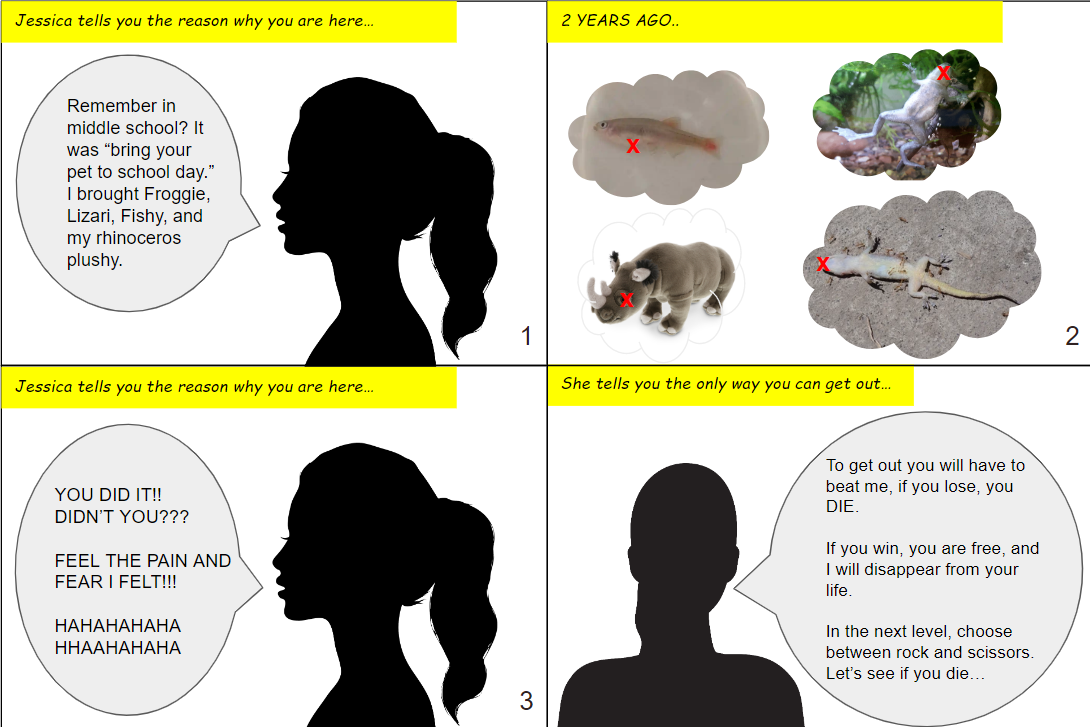 Jessica tells you the reason why you are here…
Remember in
middle school? It
was “bring your
pet to school day.”
I brought Froggie,
Lizari, Fishy, and
my rhinoceros
plushy.
1
2 YEARS AGO..
X
X
X
X
2
Jessica tells you the reason why you are here…
YOU DID IT!!
DIDN’T YOU???
FEEL THE PAIN AND
FEAR I FELT!!!
HAHAHAHAHA
HHAAHAHAHA
3
She tells you the only way you can get out…
To get out you will have to
beat me, if you lose, you
DIE.
If you win, you are free, and
I will disappear from your
life.
In the next level, choose
between rock and scissors.
Let’s see if you die…